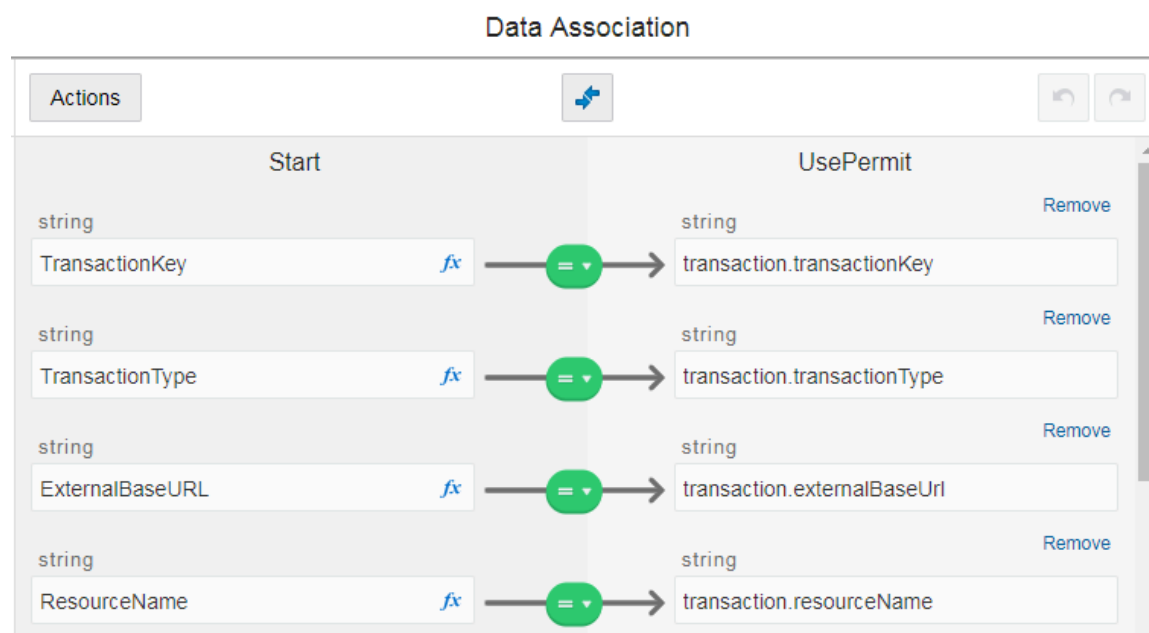 Data Association
Actions
Start
UsePermit
Remove
string
string
TransactionKey
fx
=
transaction.transactionKey
Remove
string
string
TransactionType
fx
=
transaction.transactionType
Remove
string
string
ExternalBaseURL
fx
=
transaction.externalBaseUrl
Remove
string
string
ResourceName
fx
=
transaction.resourceName